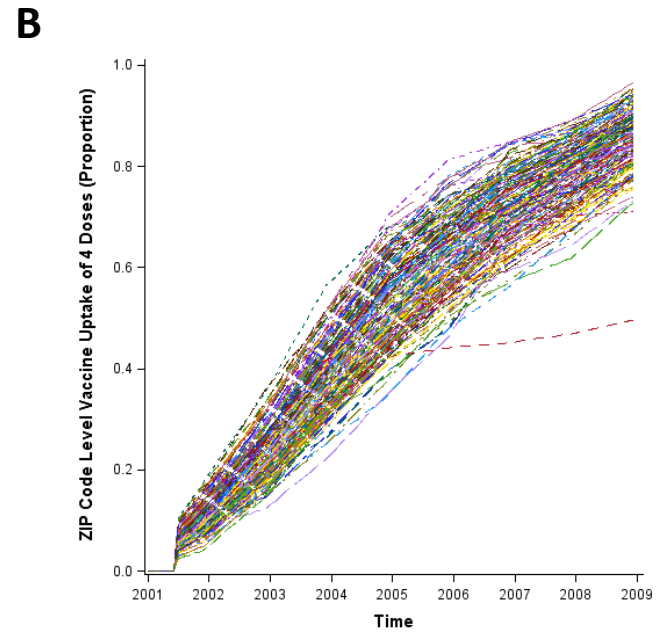 B
ZIP Code Level Vaccine Uptake of 4 Doses (Proportion)
1.0
0.8
0.6
0.4
0.2
0.0
2001 2002 2003 2004 2005 2006 2007 2008 2009
Time